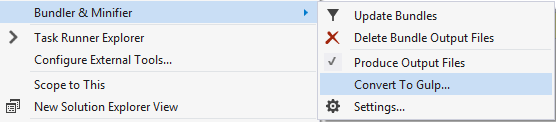 Bundler & Minifier
Task Runner Explorer
Configure External Tools...
Scope to This
New Solution Explorer View
Update Bundles
Delete Bundle Output Files
Produce Output Files
Convert To Gulp...
Settings...